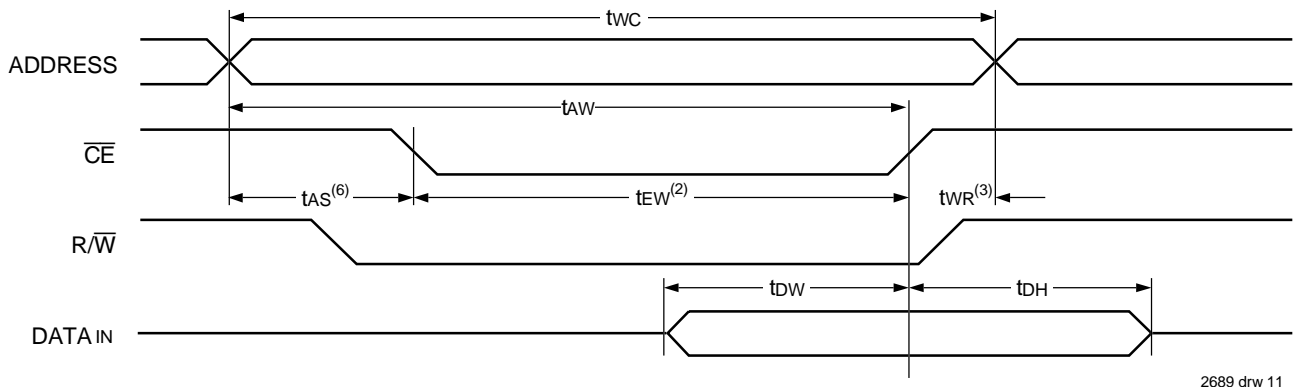 tWC
ADDRESS
tAW
CE
tAS(6)
tEW(2)
tWR(3)
R/W
tDW
tDH
DATA IN
2689 drw 11